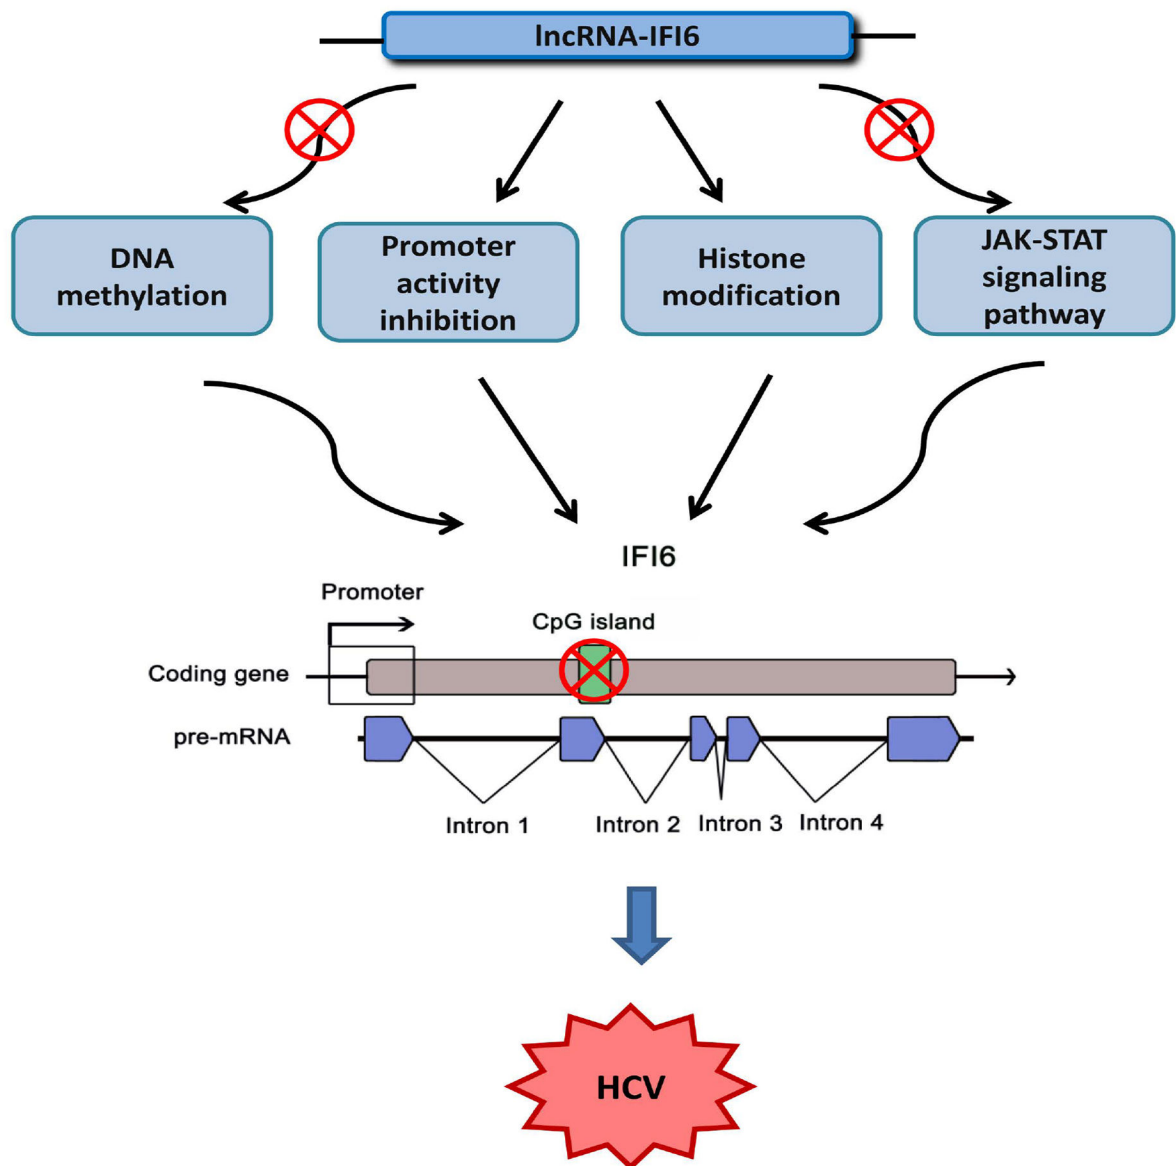 lncRNA-IFI6
DNA
methylation
Promoter
activity
inhibition
Histone
modification
JAK-STAT
signaling
pathway
IFI6
Promoter
CpG island
Coding gene
pre-mRNA
Intron 1
Intron 2
Intron 3
Intron 4
HCV